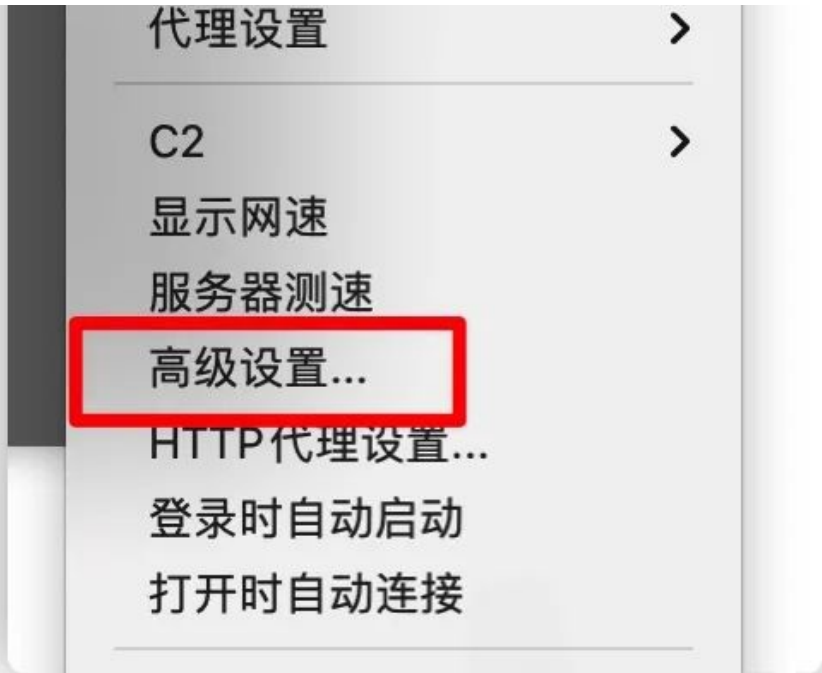 代理设置
C2
显示网速
服务器测速
高级设置...
HTTP代理设置...
登录时自动启动
打开时自动连接